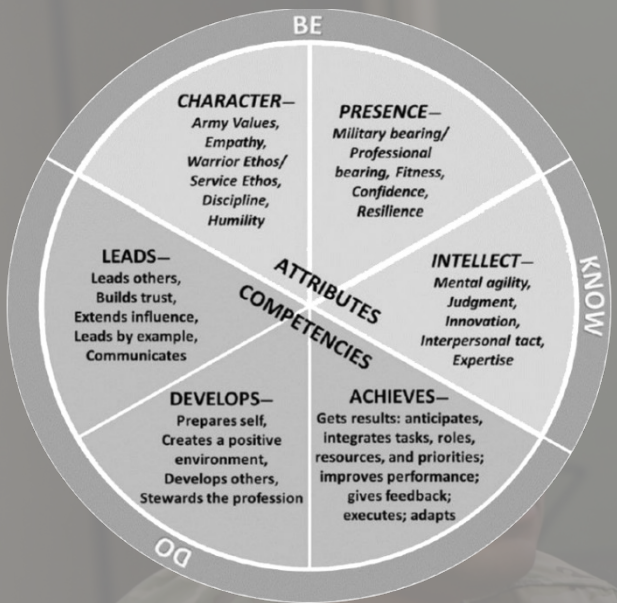 BE
CHARACTER—
Army Values,
Empathy,
Warrior Ethos/
Service Ethos,
Discipline,
Humility
PRESENCE—
Military bearing/
Professional
bearing, Fitness,
Confidence,
Resilience
LEADS—
Leads others,
Builds trust,
Extends influence,
Leads by example,
Communicates
ATTRIBUTES
COMPETENCIES
INTELLECT—
Mental agility,
Judgment,
Innovation,
Interpersonal tact,
Expertise
KNOW
DEVELOPS—
Prepares self,
Creates a positive
environment,
Develops others,
Stewards the profession
ACHIEVES—
Gets results: anticipates,
integrates tasks, roles,
resources, and priorities;
improves performance;
gives feedback;
executes; adapts
DO